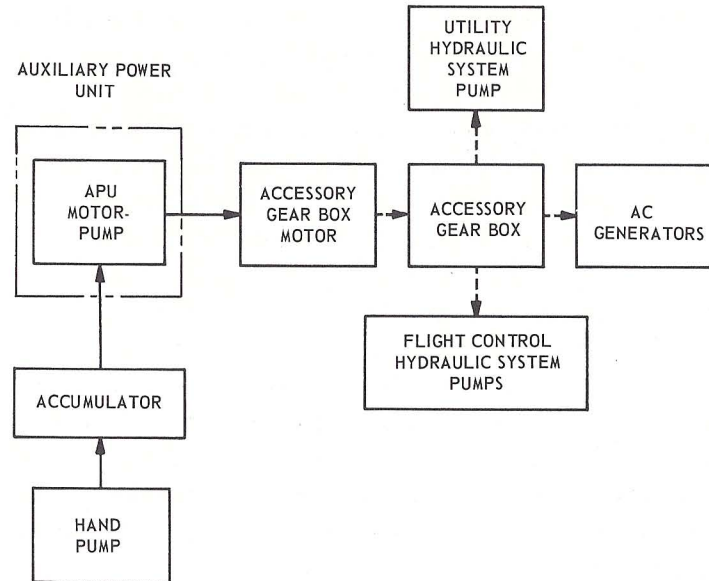 UTILITY
HYDRAULIC
SYSTEM
PUMP
AUXILIARY POWER
UNIT
APU
MOTOR-
PUMP
ACCESSORY
GEAR BOX
MOTOR
ACCESSORY
GEAR BOX
AC
GENERATORS
FLIGHT CONTROL
HYDRAULIC SYSTEM
PUMPS
ACCUMULATOR
HAND
PUMP